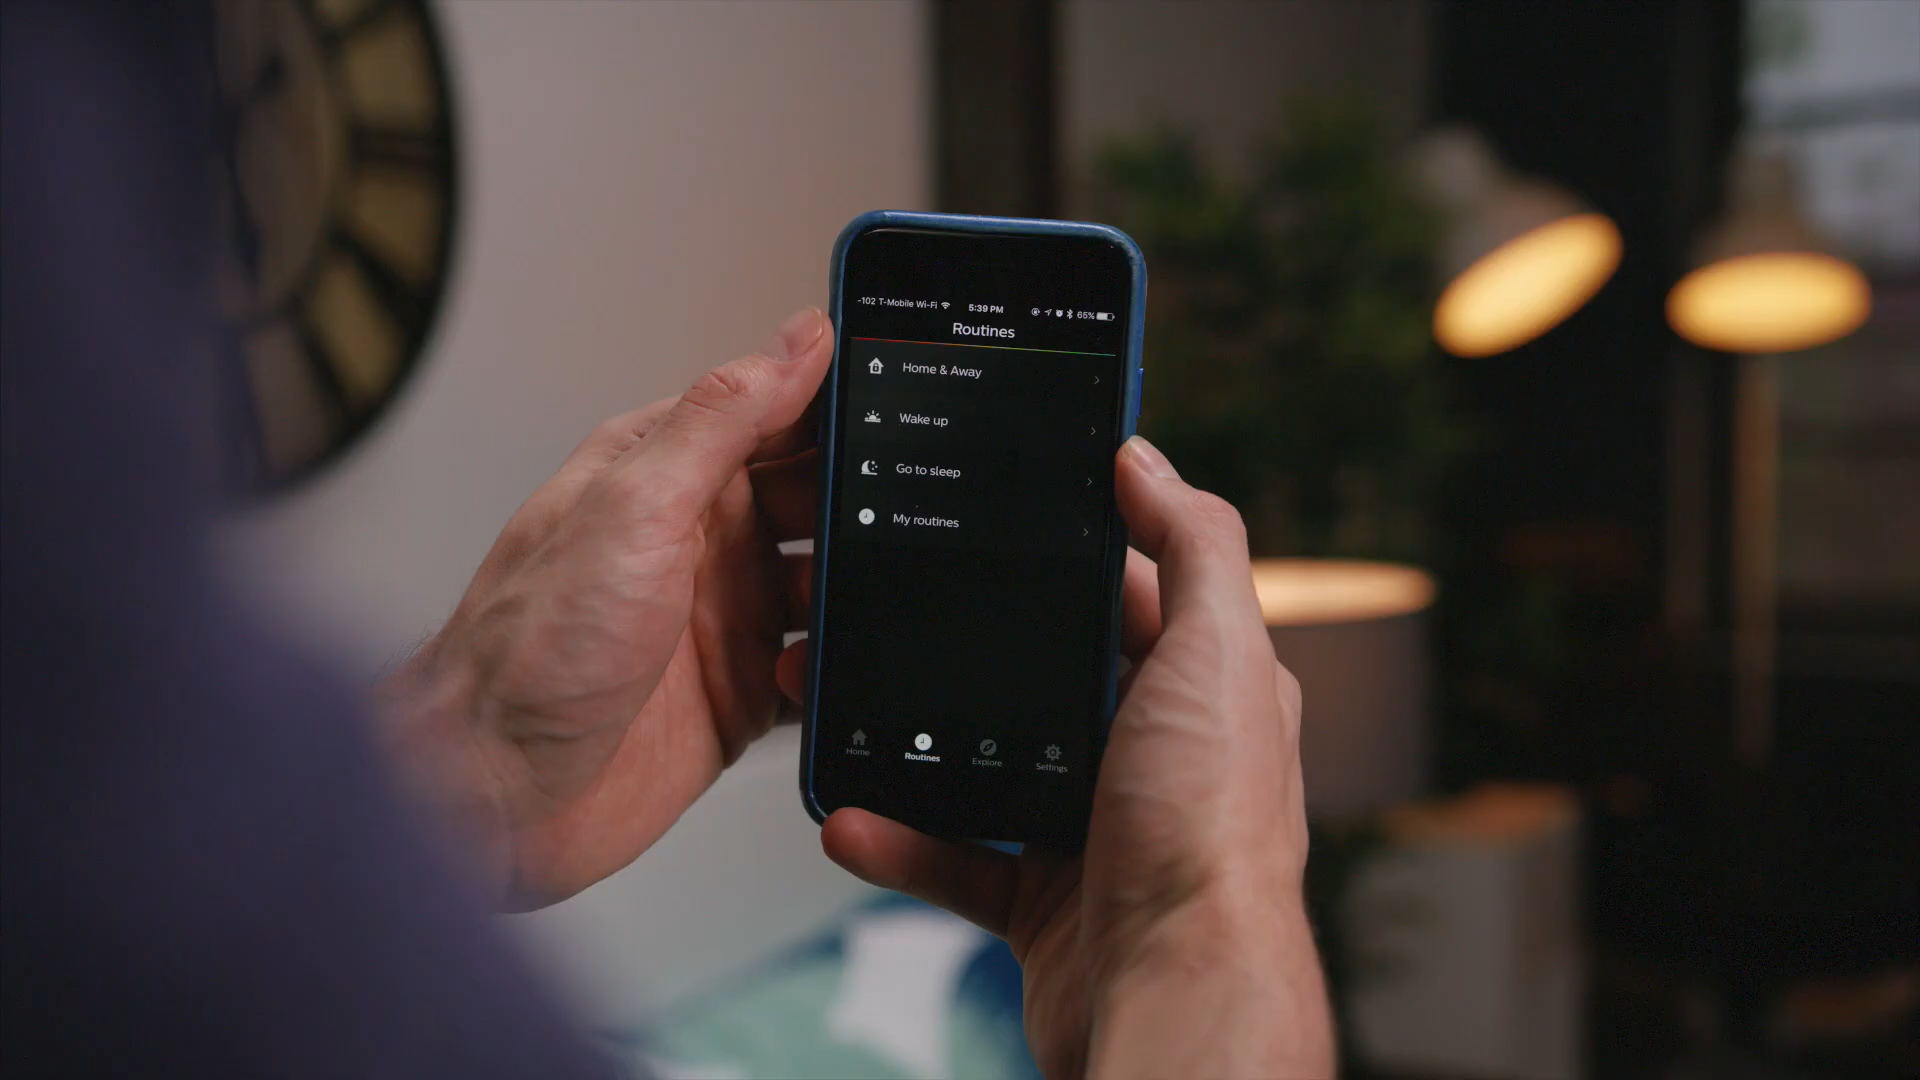 -102 T-Mobile Wi-Fi 5:39 PM 65%
Routines
Home & Away
Wake up
Go to sleep
My routines
Home Routines Explore Settings